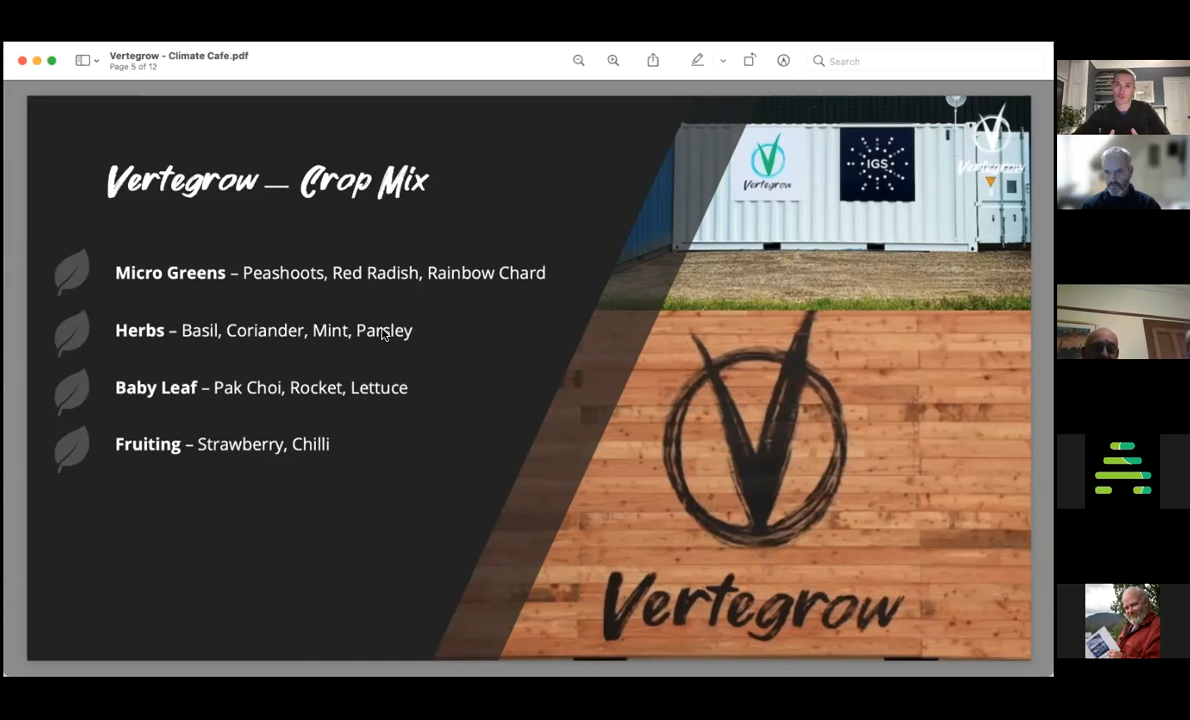 Vertegrow - Climate Cafe.pdf
Page 5 of 12
Search
Vertegrow — Crop Mix
Micro Greens – Peashoots, Red Radish, Rainbow Chard
Herbs – Basil, Coriander, Mint, Parsley
Baby Leaf – Pak Choi, Rocket, Lettuce
Fruiting – Strawberry, Chilli
Vertegrow
IGS
Vertegrow
Vertegrow